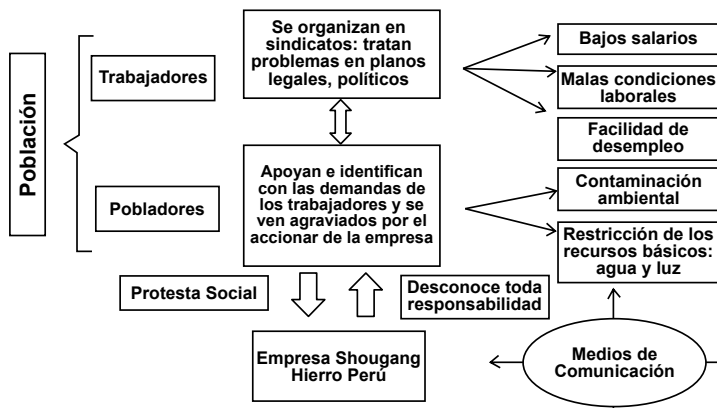 Población
Trabajadores
Se organizan en
sindicatos: tratan
problemas en planos
legales, políticos
Bajos salarios
Malas condiciones
laborales
Facilidad de
desempleo
Pobladores
Apoyan e identifican
con las demandas de
los trabajadores y se
ven agraviados por el
accionar de la empresa
Contaminación
ambiental
Restricción de los
recursos básicos:
agua y luz
Protesta Social
Desconoce toda
responsabilidad
Empresa Shougang
Hierro Perú
Medios de
Comunicación